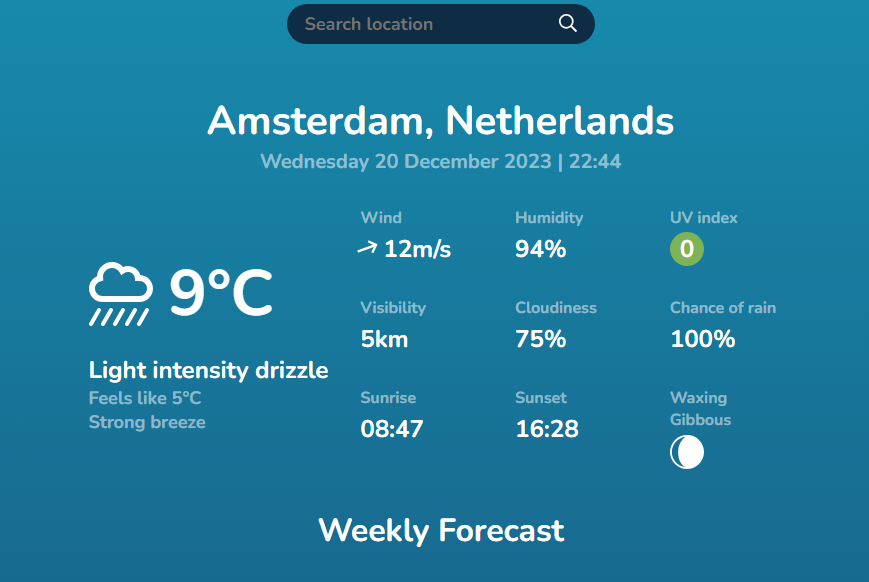 Search location
Amsterdam, Netherlands
Wednesday 20 December 2023 | 22:44
9°C
Light intensity drizzle
Feels like 5°C
Strong breeze
Wind
12m/s
Humidity
94%
UV index
0
Visibility
5km
Cloudiness
75%
Chance of rain
100%
Sunrise
08:47
Sunset
16:28
Waxing
Gibbous
Weekly Forecast